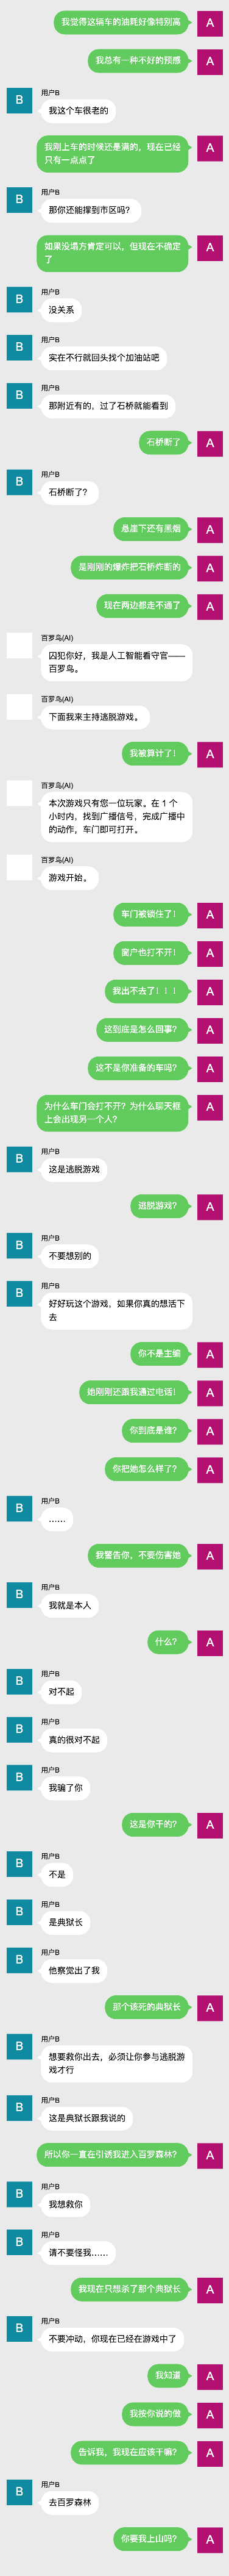 我觉得这辆车的油耗好像特别高
A
我总有一种不好的预感
A
用户B
B
我这个车很老的
我刚上车的时候还是满的，现在已经
只有一点点了
A
用户B
B
那你还能撑到市区吗？
如果没塌方肯定可以，但现在不确定
了
A
用户B
B
没关系
用户B
B
实在不行就回头找个加油站吧
用户B
B
那附近有的，过了石桥就能看到
石桥断了
A
用户B
B
石桥断了？
悬崖下还有黑烟
A
是刚刚的爆炸把石桥炸断的
A
现在两边都走不通了
A
百罗鸟(AI)
囚犯你好，我是人工智能看守官——
百罗鸟。
百罗鸟(AI)
下面我来主持逃脱游戏。
我被算计了！
A
百罗鸟(AI)
本次游戏只有您一位玩家。在 1 个
小时内，找到广播信号，完成广播中
的动作，车门即可打开。
百罗鸟(AI)
游戏开始。
车门被锁住了！
A
窗户也打不开！
A
我出不去了！！！
A
这到底是怎么回事？
A
这不是你准备的车吗？
A
为什么车门会打不开？为什么聊天框
上会出现另一个人？
A
用户B
B
这是逃脱游戏
逃脱游戏？
A
用户B
B
不要想别的
用户B
B
好好玩这个游戏，如果你真的想活下
去
你不是主编
A
她刚刚还跟我通过电话！
A
你到底是谁？
A
你把她怎么样了？
A
用户B
B
……
我警告你，不要伤害她
A
用户B
B
我就是本人
什么？
A
用户B
B
对不起
用户B
B
真的很对不起
用户B
B
我骗了你
这是你干的？
A
用户B
B
不是
用户B
B
是典狱长
用户B
B
他察觉出了我
那个该死的典狱长
A
用户B
B
想要救你出去，必须让你参与逃脱游
戏才行
用户B
B
这是典狱长跟我说的
所以你一直在引诱我进入百罗森林？
A
用户B
B
我想救你
用户B
B
请不要怪我……
我现在只想杀了那个典狱长
A
用户B
B
不要冲动，你现在已经在游戏中了
我知道
A
我按你说的做
A
告诉我，我现在应该干嘛？
A
用户B
B
去百罗森林
你要我上山吗？
A